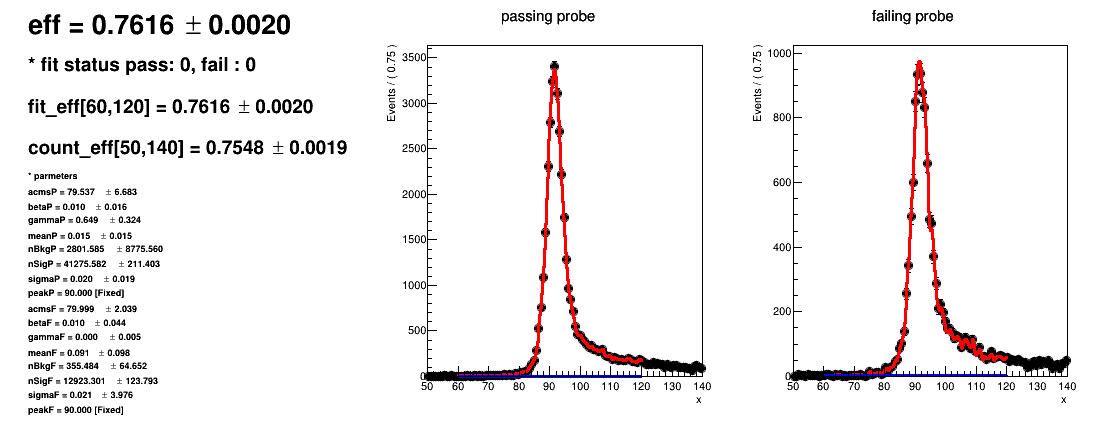 eff = 0.7616 ± 0.0020
* fit status pass: 0, fail : 0
fit_eff[60,120] = 0.7616 ± 0.0020
count_eff[50,140] = 0.7548 ± 0.0019
* parmeters
acmsP = 79.537 ± 6.683
betaP = 0.010 ± 0.016
gammaP = 0.649 ± 0.324
meanP = 0.015 ± 0.015
nBkgP = 2801.585 ± 8775.560
nSigP = 41275.582 ± 211.403
sigmaP = 0.020 ± 0.019
peakP = 90.000 [Fixed]
acmsF = 79.999 ± 2.039
betaF = 0.010 ± 0.044
gammaF = 0.000 ± 0.005
meanF = 0.091 ± 0.098
nBkgF = 355.484 ± 64.652
nSigF = 12923.301 ± 123.793
sigmaF = 0.021 ± 3.976
peakF = 90.000 [Fixed]
passing probe
Events / ( 0.75 )
3500
3000
2500
2000
1500
1000
500
0
50 60 70 80 90 100 110 120 130 140
x
failing probe
Events / ( 0.75 )
1000
800
600
400
200
0
50 60 70 80 90 100 110 120 130 140
x